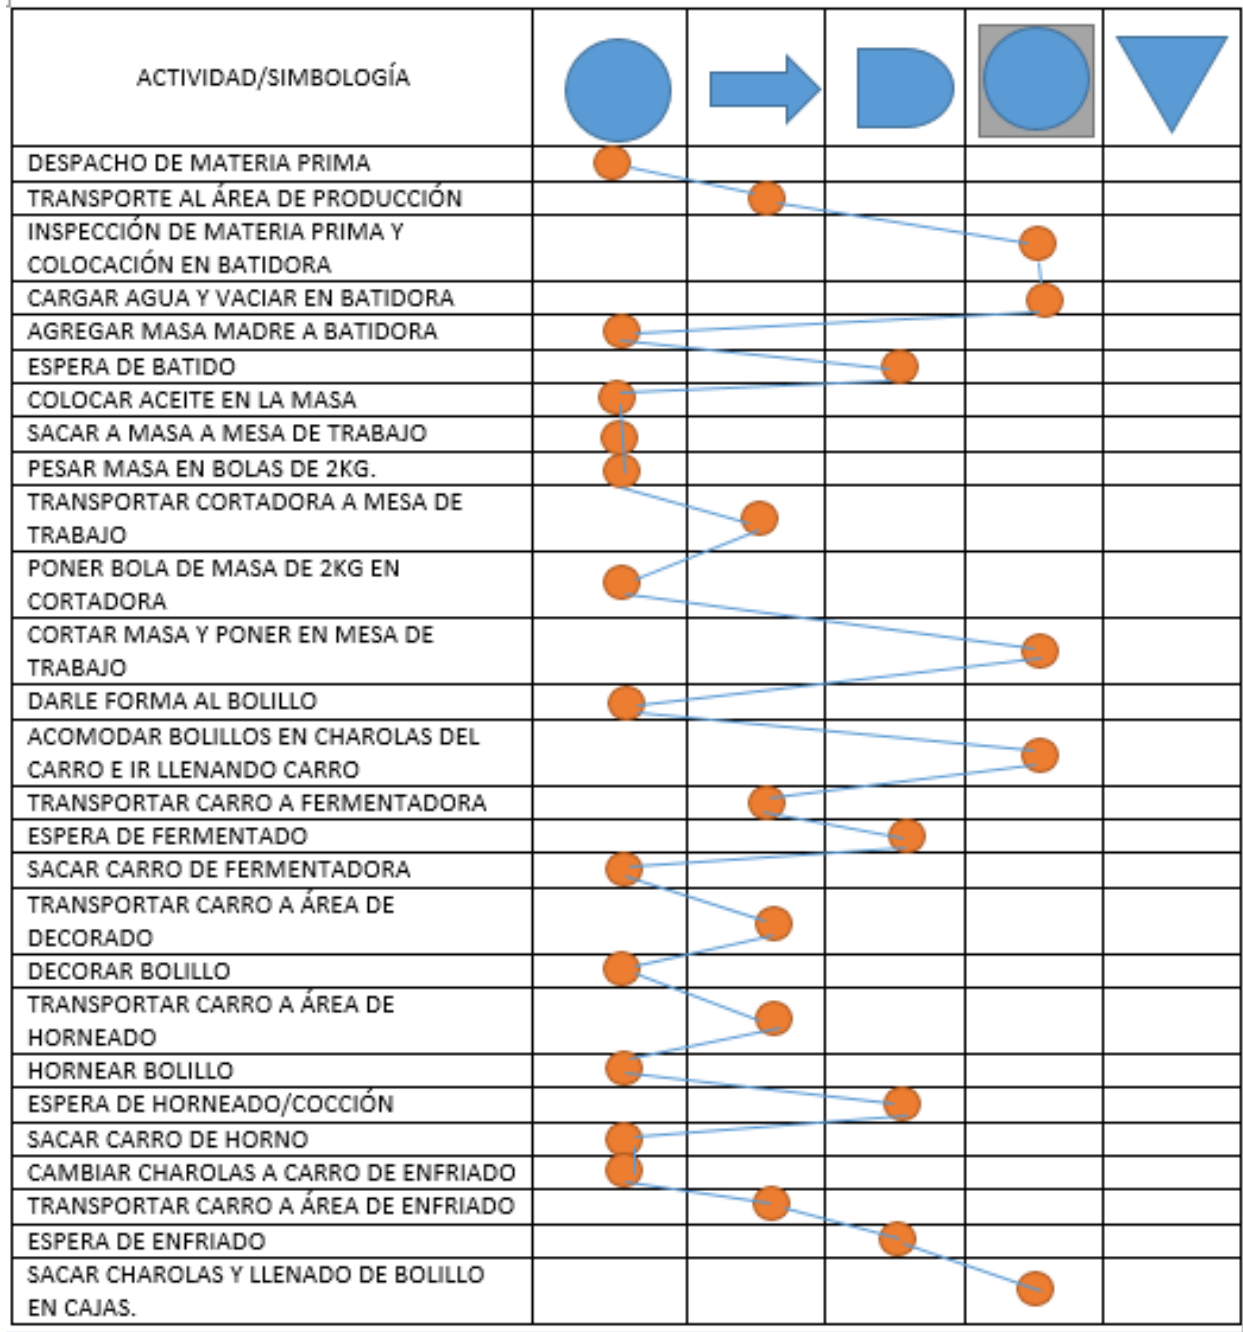 ACTIVIDAD/SIMBOLOGÍA
DESPACHO DE MATERIA PRIMA
TRANSPORTE AL ÁREA DE PRODUCCIÓN
INSPECCIÓN DE MATERIA PRIMA Y
COLOCACIÓN EN BATIDORA
CARGAR AGUA Y VACIAR EN BATIDORA
AGREGAR MASA MADRE A BATIDORA
ESPERA DE BATIDO
COLOCAR ACEITE EN LA MASA
SACAR A MASA A MESA DE TRABAJO
PESAR MASA EN BOLAS DE 2KG.
TRANSPORTAR CORTADORA A MESA DE
TRABAJO
PONER BOLA DE MASA DE 2KG EN
CORTADORA
CORTAR MASA Y PONER EN MESA DE
TRABAJO
DARLE FORMA AL BOLILLO
ACOMODAR BOLILLOS EN CHAROLAS DEL
CARRO E IR LLENANDO CARRO
TRANSPORTAR CARRO A FERMENTADORA
ESPERA DE FERMENTADO
SACAR CARRO DE FERMENTADORA
TRANSPORTAR CARRO A ÁREA DE
DECORADO
DECORAR BOLILLO
TRANSPORTAR CARRO A ÁREA DE
HORNEADO
HORNEAR BOLILLO
ESPERA DE HORNEADO/COCCIÓN
SACAR CARRO DE HORNO
CAMBIAR CHAROLAS A CARRO DE ENFRIADO
TRANSPORTAR CARRO A ÁREA DE ENFRIADO
ESPERA DE ENFRIADO
SACAR CHAROLAS Y LLENADO DE BOLILLO
EN CAJAS.